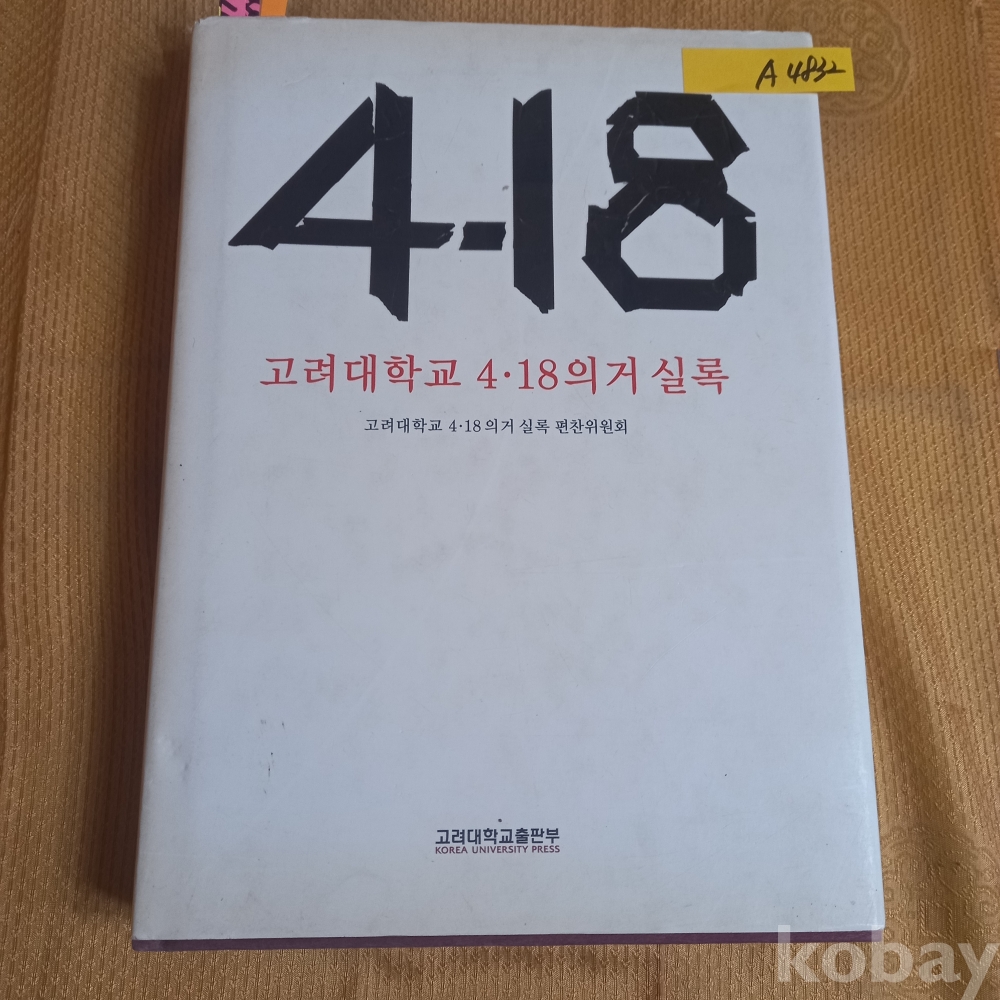 A 4832
4·18
고려대학교 4·18의거 실록
고려대학교 4·18의거 실록 편찬위원회
고려대학교출판부
KOREA UNIVERSITY PRESS
kobay